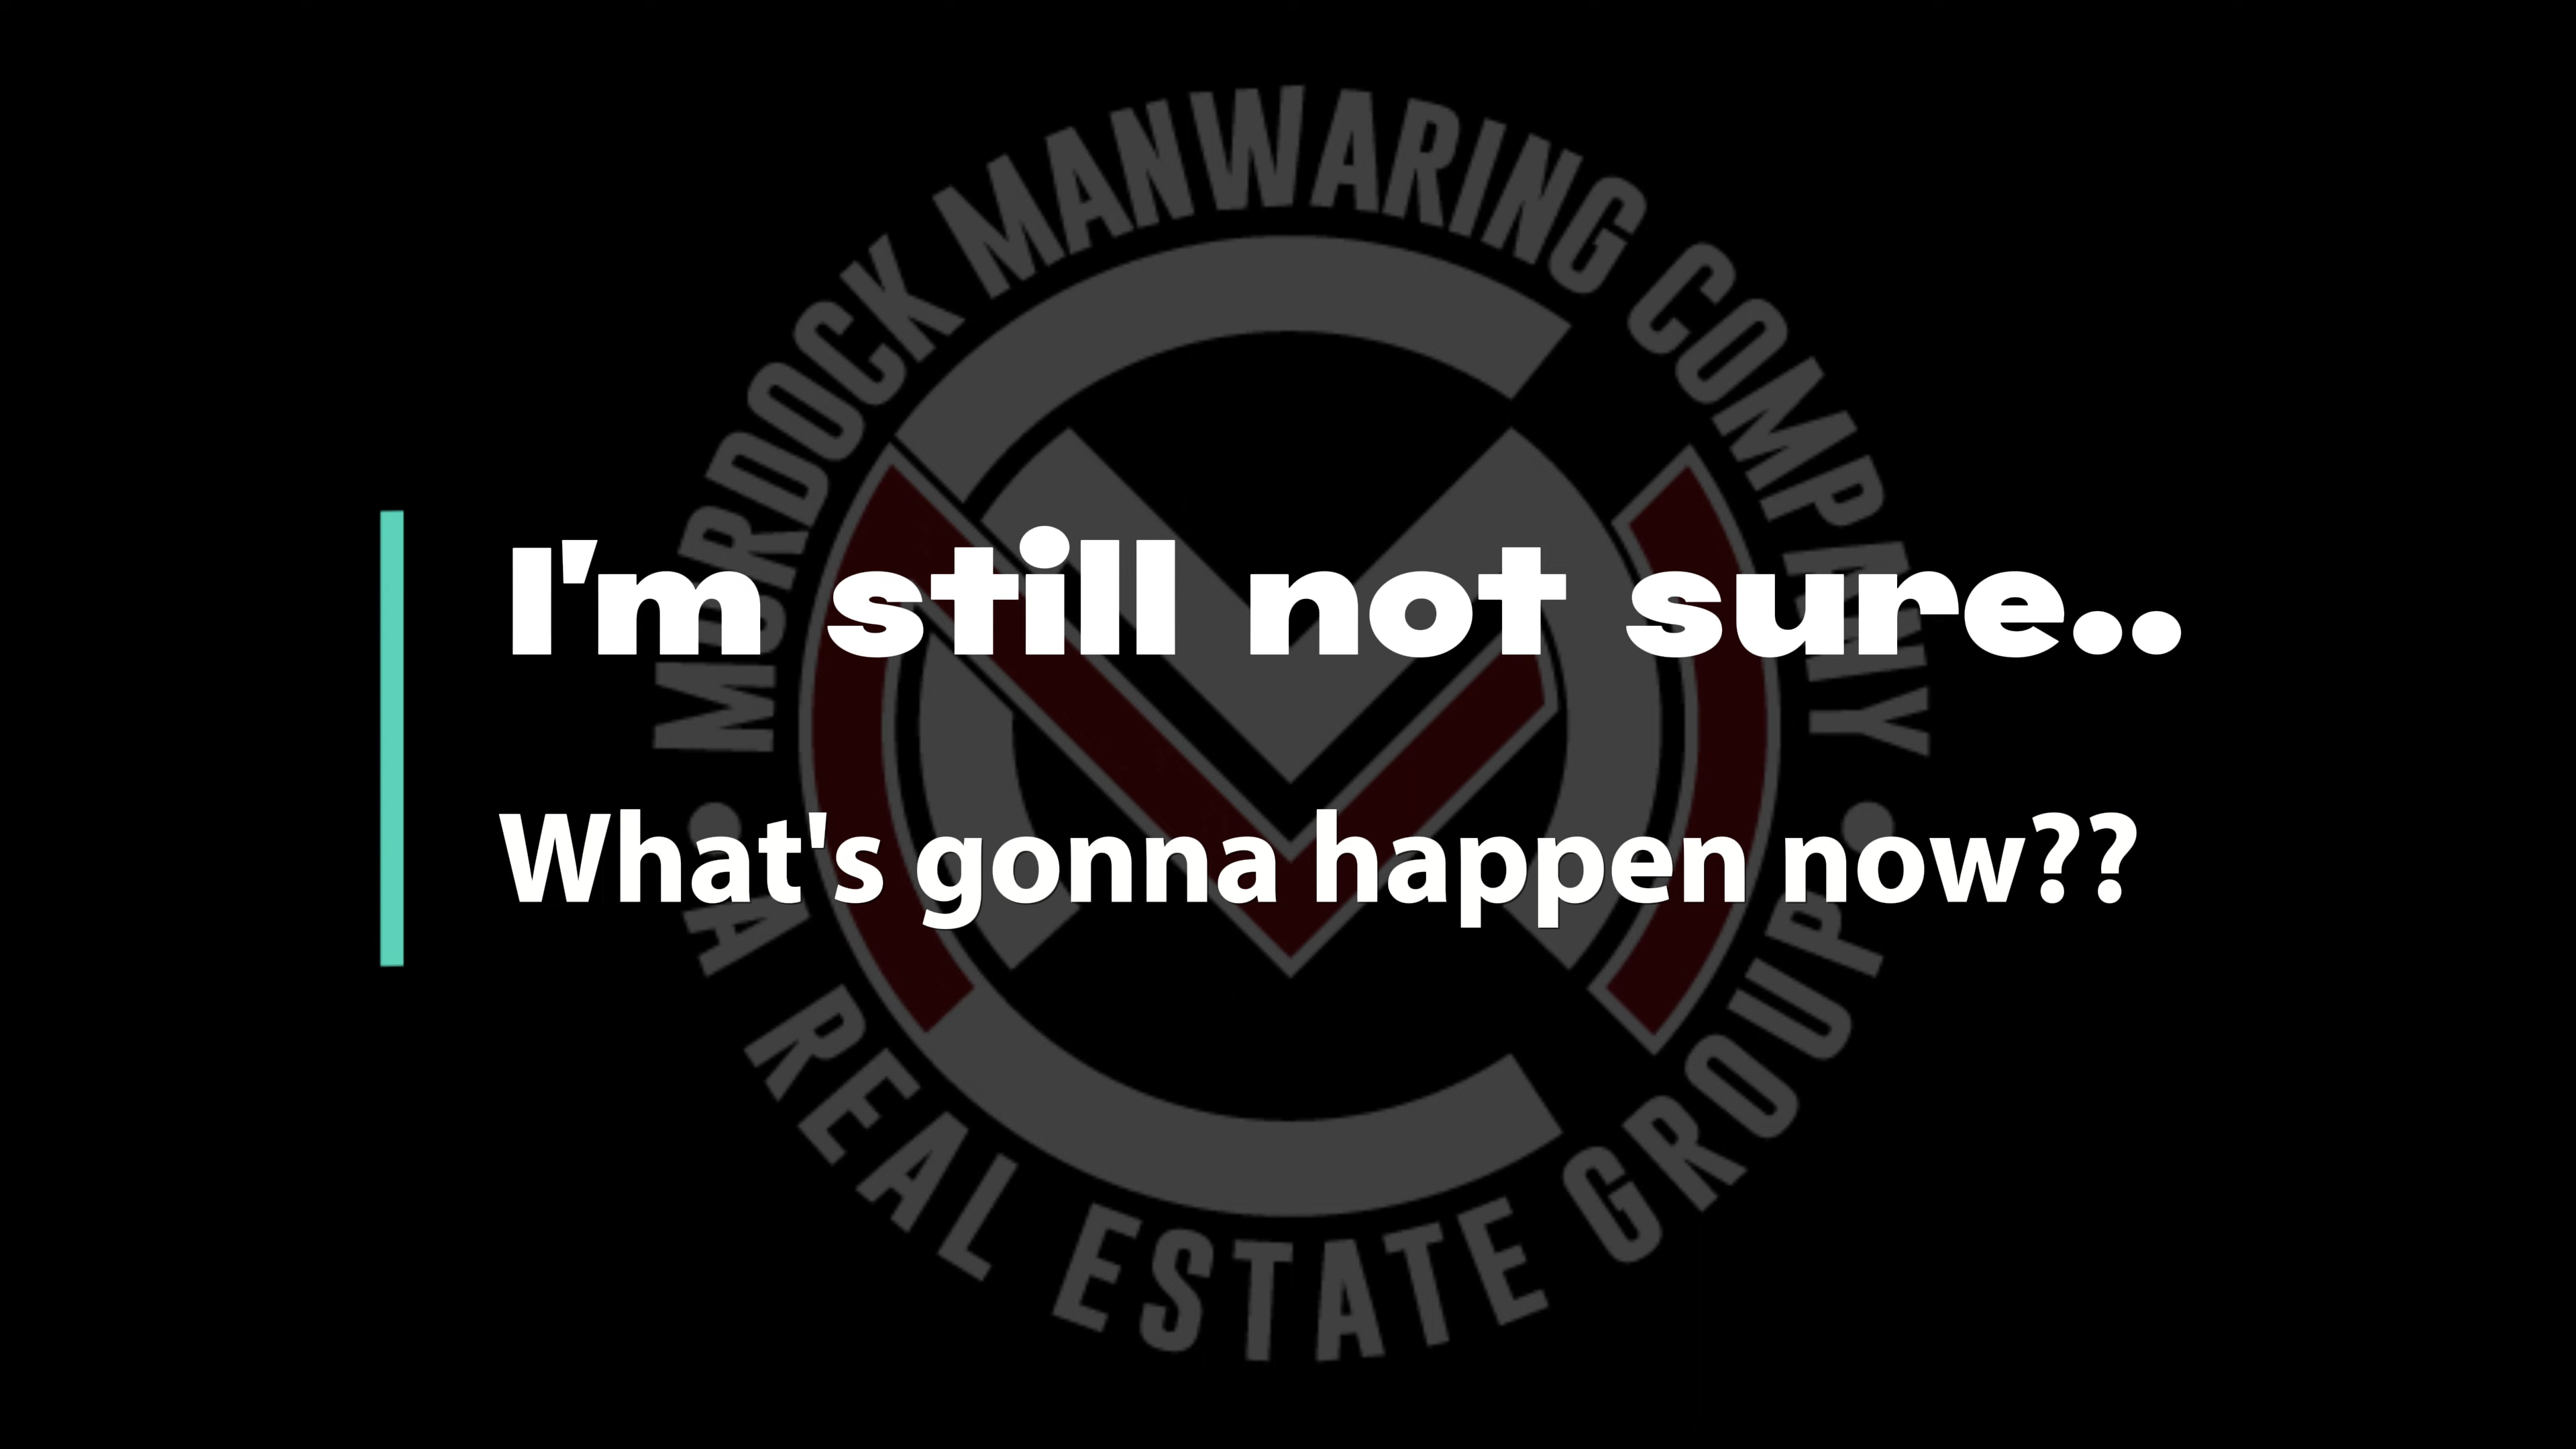 MURDOCK MANWARING COMPANY
I'm still not sure..
What's gonna happen now??
• A REAL ESTATE GROUP •